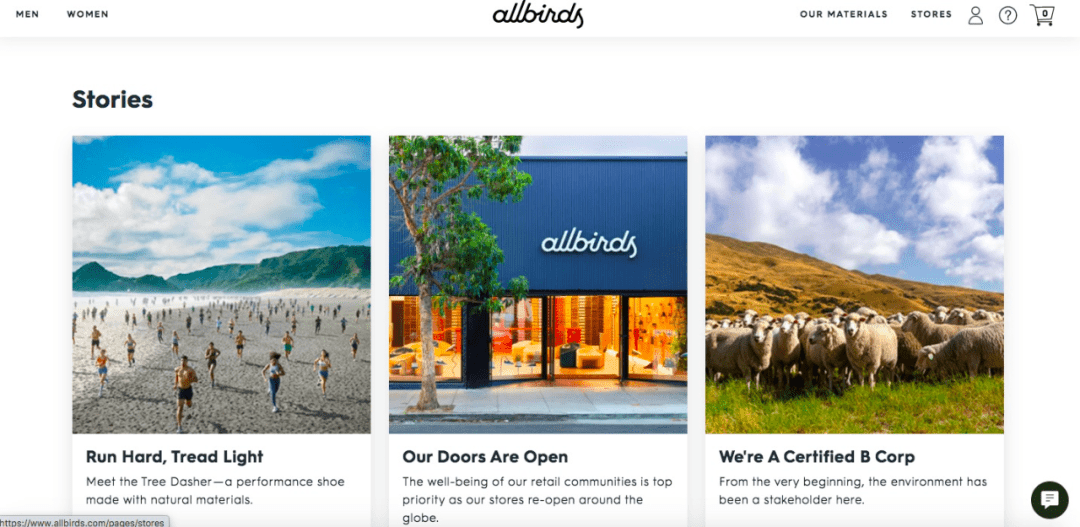 MEN WOMEN allbirds OUR MATERIALS STORES 0
Stories
allbirds
Run Hard, Tread Light
Meet the Tree Dasher—a performance shoe
made with natural materials.
Our Doors Are Open
The well-being of our retail communities is top
priority as our stores re-open around the
globe.
We're A Certified B Corp
From the very beginning, the environment has
been a stakeholder here.
https://www.allbirds.com/pages/stores